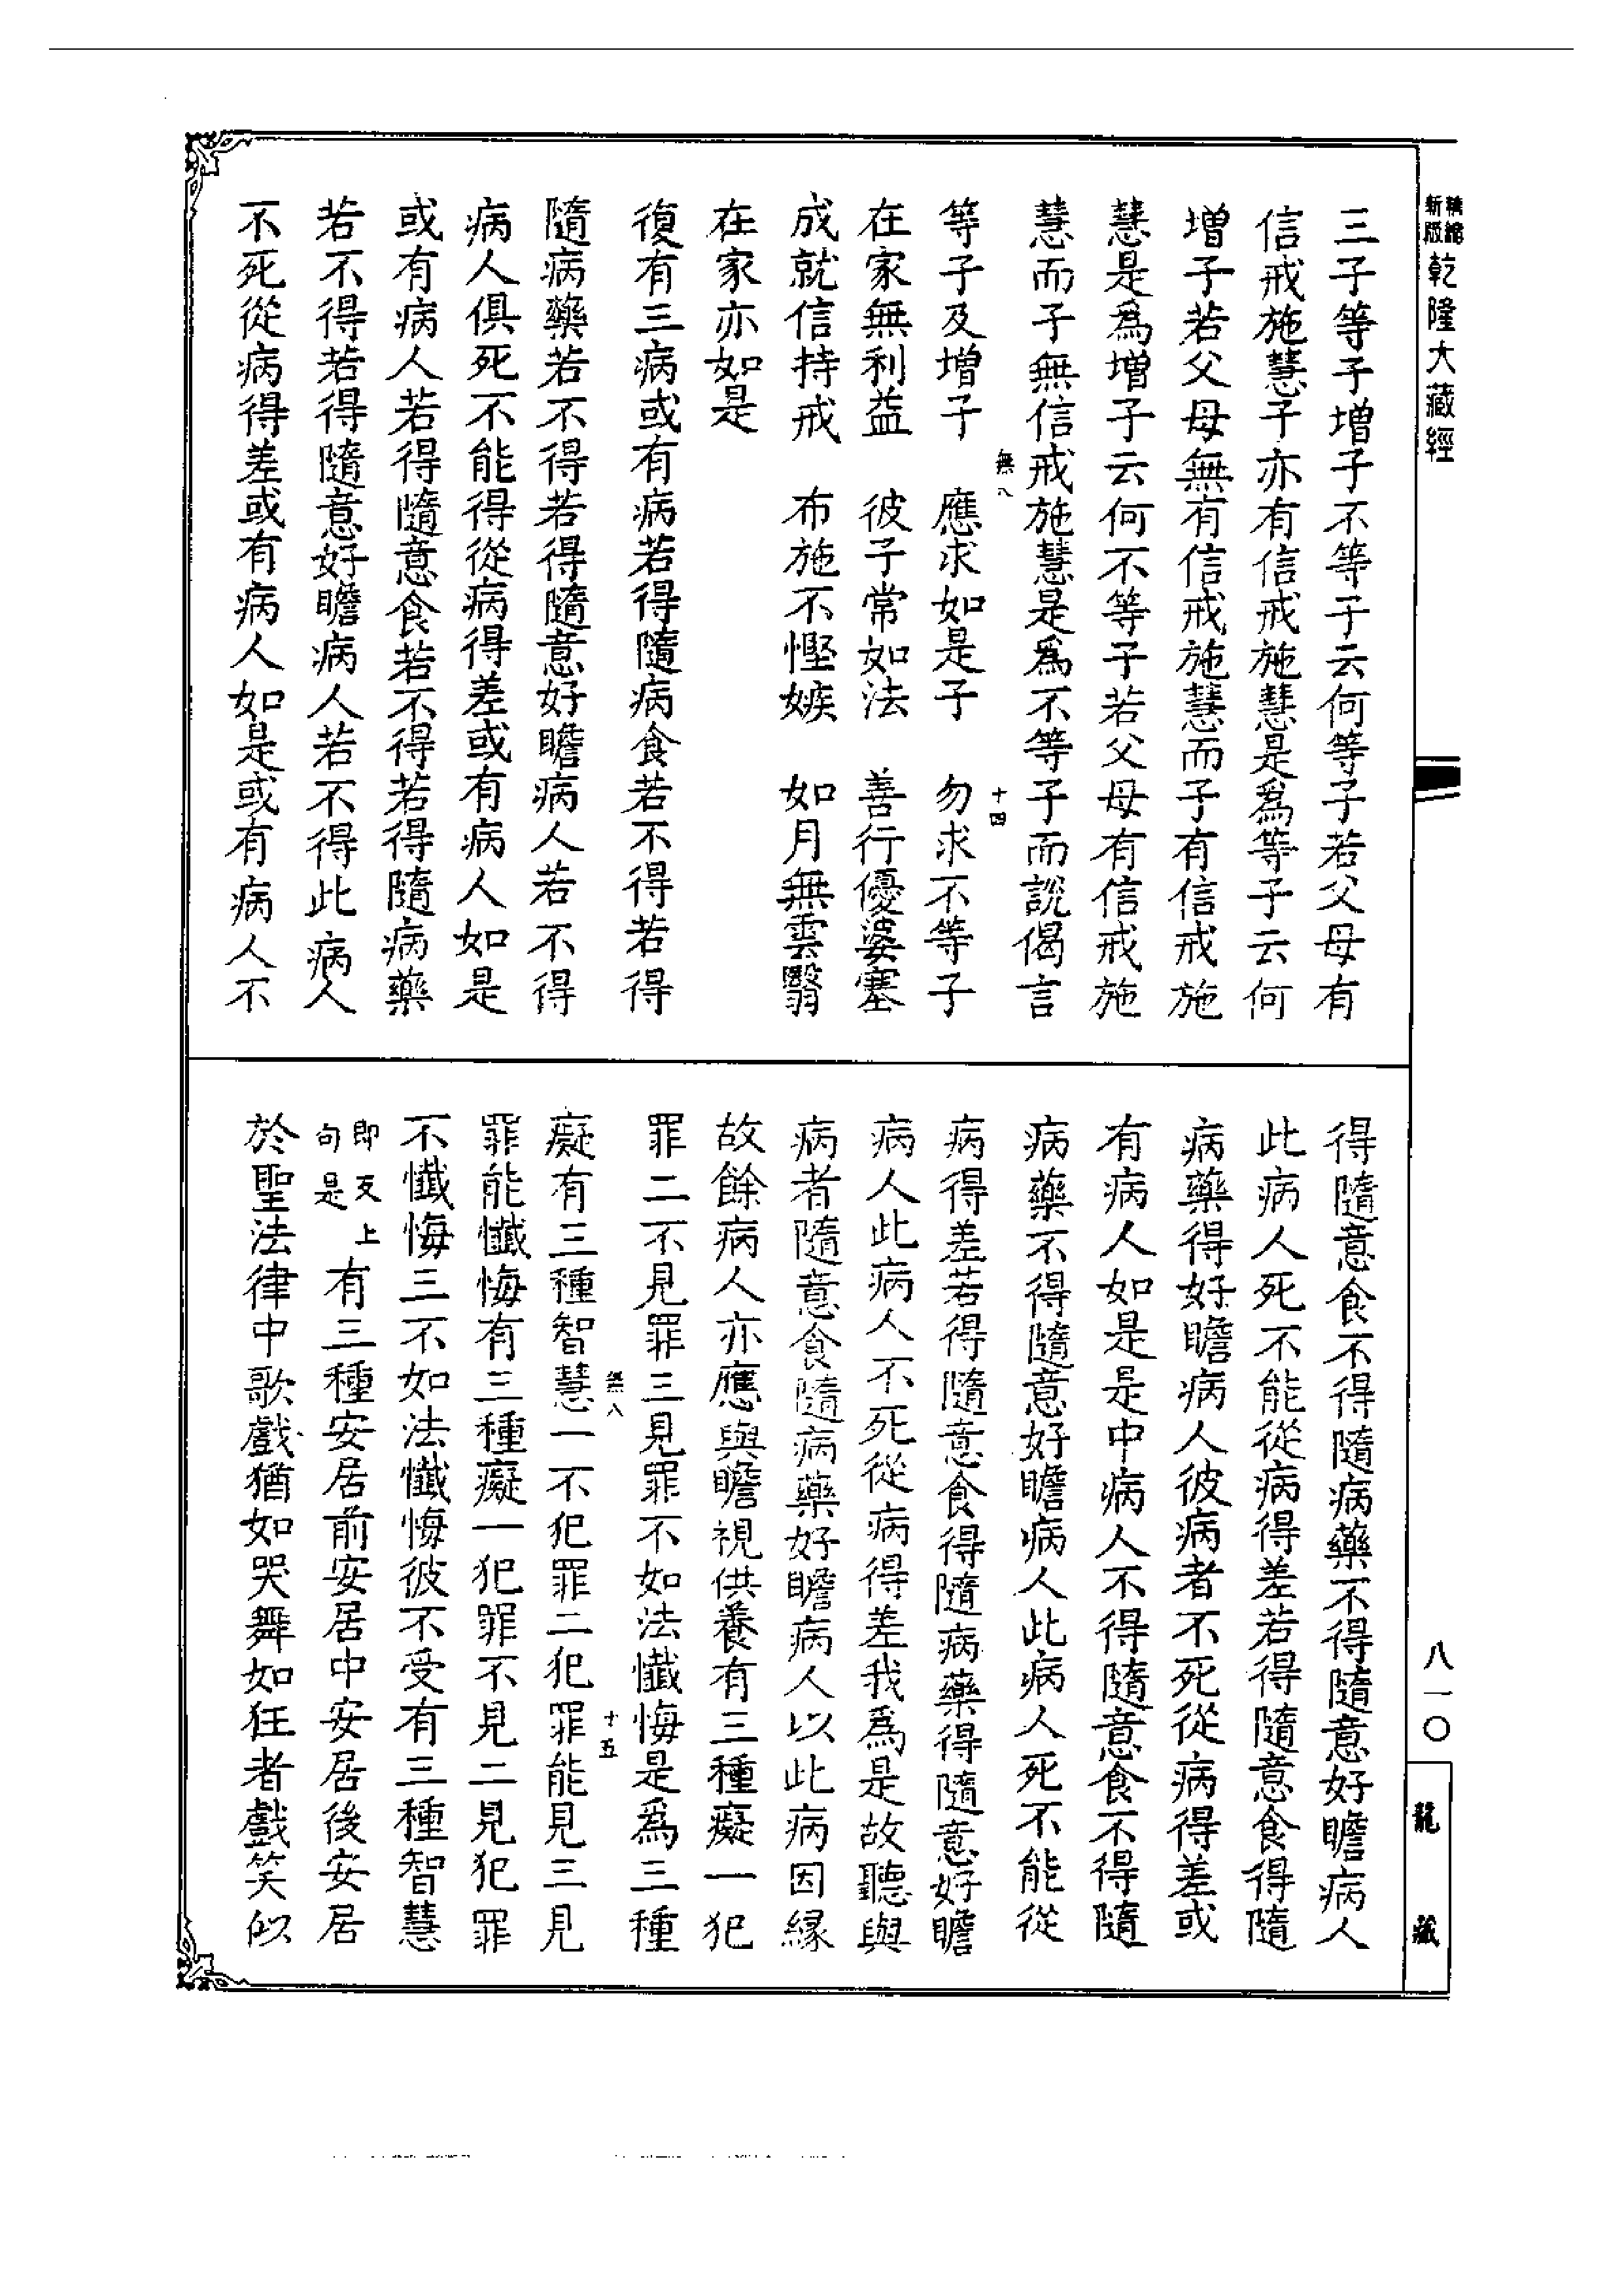 精縮新版乾隆大藏經
三子等子增子不等子云何等子若父母有
信戒施慧子亦有信戒施慧是爲等子云何
增子若父母無有信戒施慧而子有信戒施
慧是爲增子云何不等子若父母有信戒施
慧而子無信戒施慧是爲不等子而說偈言
無八
十四
等子及增子　應求如是子　勿求不等子
在家無利益　彼子常如法　善行優婆塞
成就信持戒　布施不慳嫉　如月無雲翳
在家亦如是
復有三病或有病若得隨病食若不得若得
隨病藥若不得若得隨意好瞻病人若不得
病人俱死不能得從病得差或有病人如是
或有病人若得隨意食若不得若得隨病藥
若不得若得隨意好瞻病人若不得此病人
不死從病得差或有病人如是或有病人不
得隨意食不得隨病藥不得隨意好瞻病人
此病人死不能從病得差若得隨意食得隨
病藥得好瞻病人彼病者不死從病得差或
有病人如是是中病人不得隨意食不得隨
病藥不得隨意好瞻病人此病人死不能從
病得差若得隨意食得隨病藥得隨意好瞻
病人此病人不死從病得差我爲是故聽與
病者隨意食隨病藥好瞻病人以此病因緣
故餘病人亦應與瞻視供養有三種癡一犯
罪二不見罪三見罪不如法懺悔是爲三種
無八
十五
癡有三種智慧一不犯罪二犯罪能見三見
罪能懺悔有三種癡一犯罪不見二見犯罪
不懺悔三不如法懺悔彼不受有三種智慧
即反上句是有三種安居前安居中安居後安居
於聖法律中歌戲猶如哭舞如狂者戲笑似
八一〇
龍藏